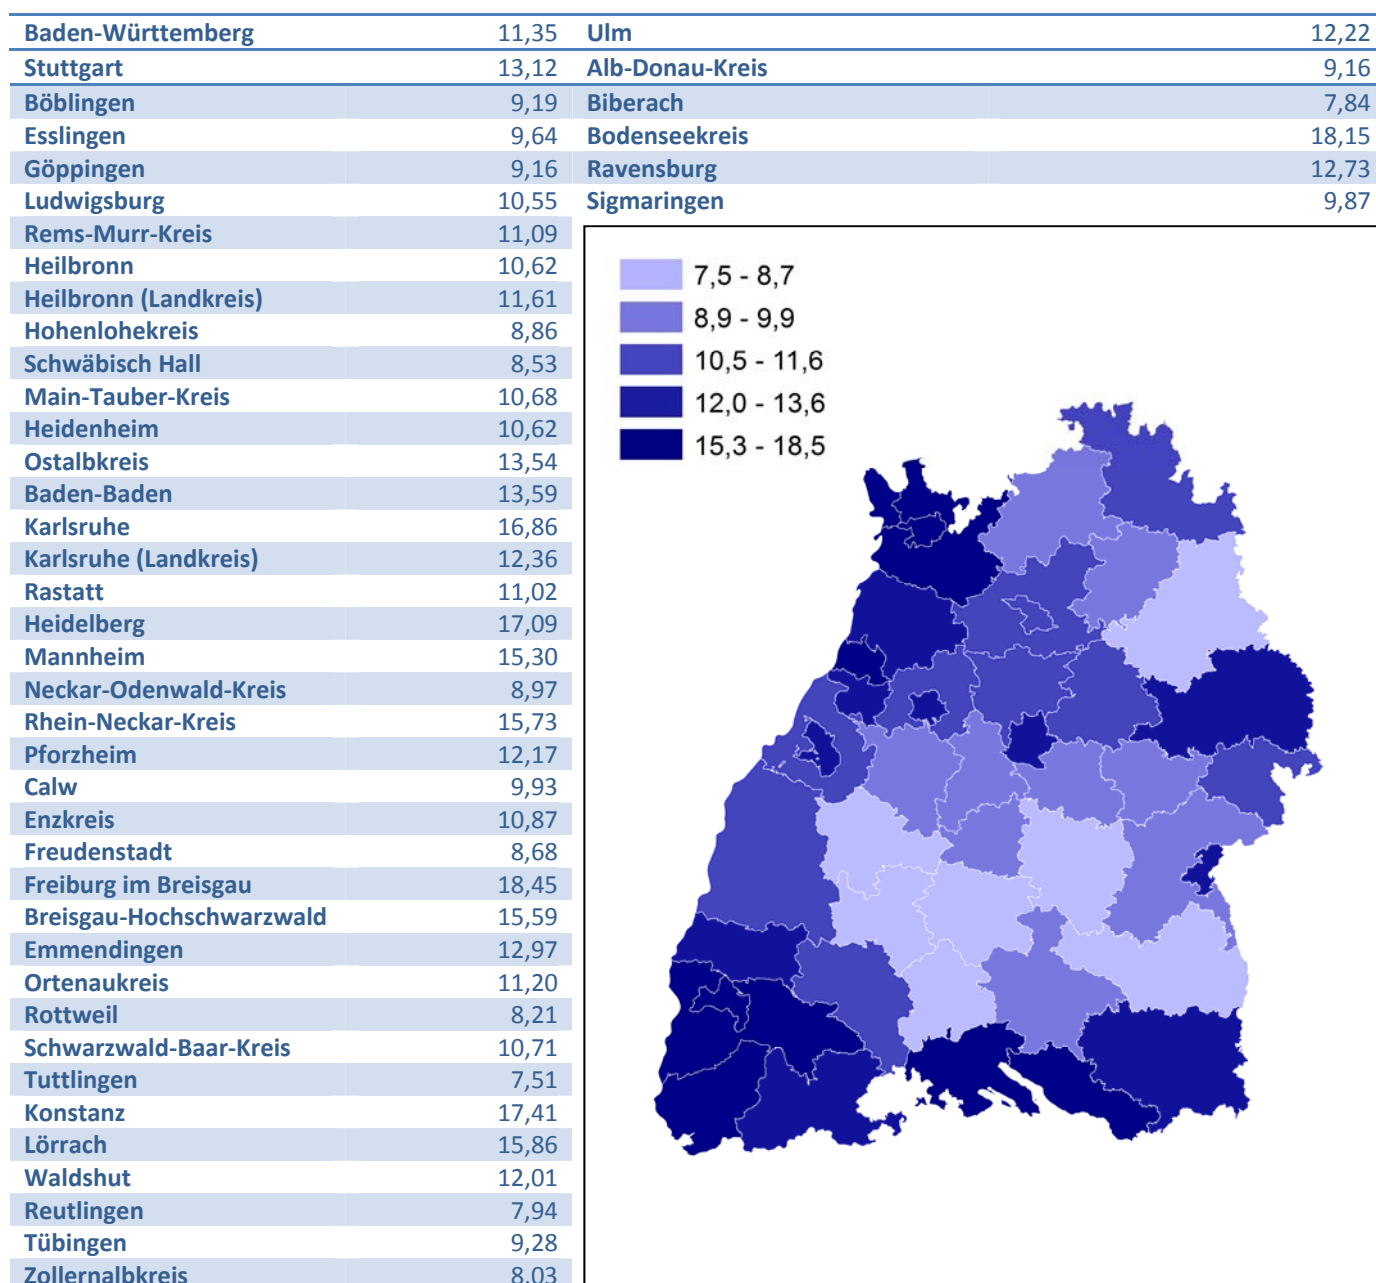 Baden-Württemberg 11,35
Stuttgart 13,12
Böblingen 9,19
Esslingen 9,64
Göppingen 9,16
Ludwigsburg 10,55
Rems-Murr-Kreis 11,09
Heilbronn 10,62
Heilbronn (Landkreis) 11,61
Hohenlohekreis 8,86
Schwäbisch Hall 8,53
Main-Tauber-Kreis 10,68
Heidenheim 10,62
Ostalbkreis 13,54
Baden-Baden 13,59
Karlsruhe 16,86
Karlsruhe (Landkreis) 12,36
Rastatt 11,02
Heidelberg 17,09
Mannheim 15,30
Neckar-Odenwald-Kreis 8,97
Rhein-Neckar-Kreis 15,73
Pforzheim 12,17
Calw 9,93
Enzkreis 10,87
Freudenstadt 8,68
Freiburg im Breisgau 18,45
Breisgau-Hochschwarzwald 15,59
Emmendingen 12,97
Ortenaukreis 11,20
Rottweil 8,21
Schwarzwald-Baar-Kreis 10,71
Tuttlingen 7,51
Konstanz 17,41
Lörrach 15,86
Waldshut 12,01
Reutlingen 7,94
Tübingen 9,28
Zollernalbkreis 8,03
Ulm 12,22
Alb-Donau-Kreis 9,16
Biberach 7,84
Bodenseekreis 18,15
Ravensburg 12,73
Sigmaringen 9,87
7,5 - 8,7
8,9 - 9,9
10,5 - 11,6
12,0 - 13,6
15,3 - 18,5